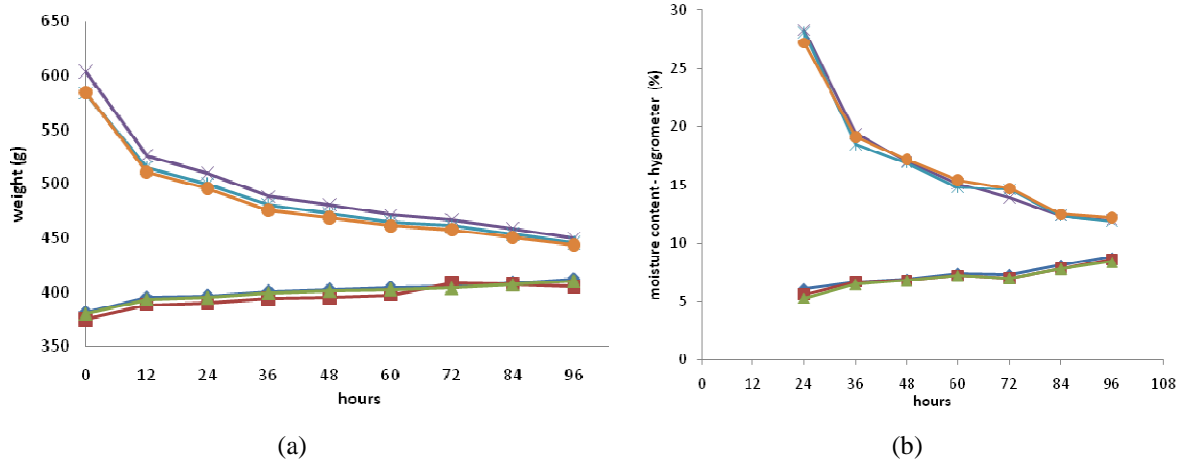 650
600
550
500
450
400
350
weight (g)
0 12 24 36 48 60 72 84 96
hours
(a)
30
25
20
15
10
5
0
moisture content- hygrometer (%)
0 12 24 36 48 60 72 84 96 108
hours
(b)